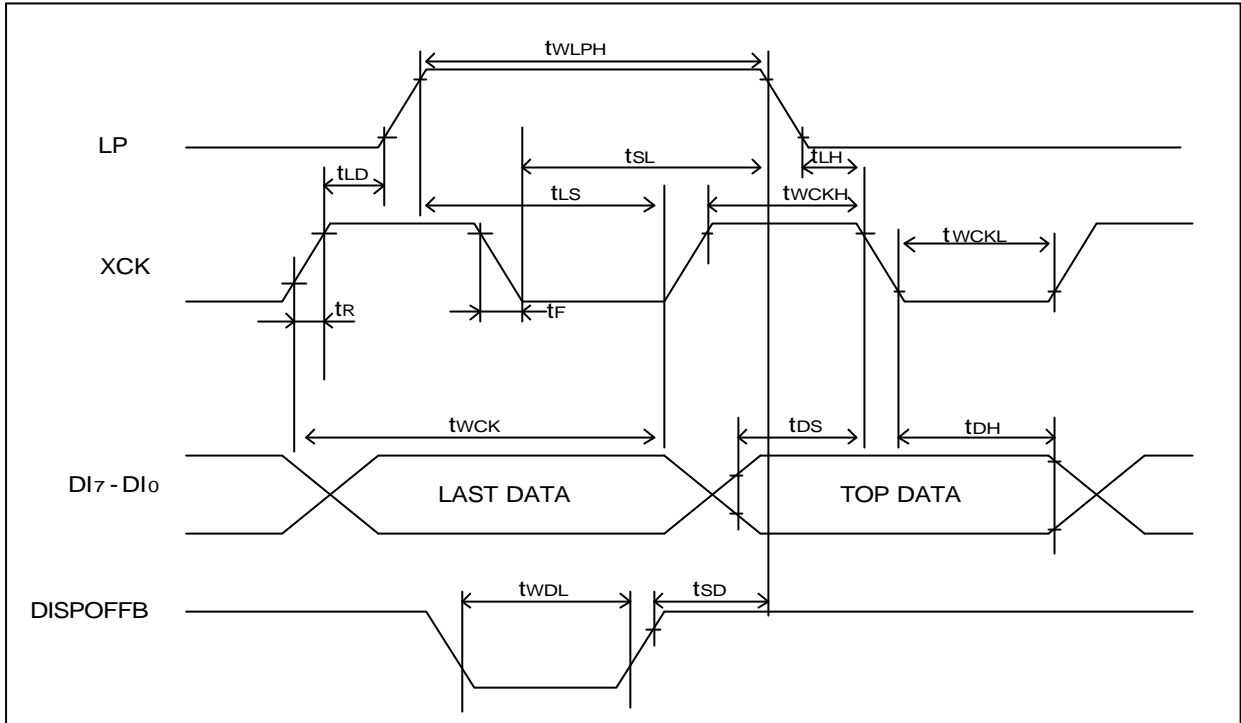 tWLPH
LP
tSL
tLH
tLD
tLS
tWCKH
tWCKL
XCK
tR
tF
tWCK
tDS
tDH
DI7 - DI0
LAST DATA
TOP DATA
tWDL
tSD
DISPOFFB